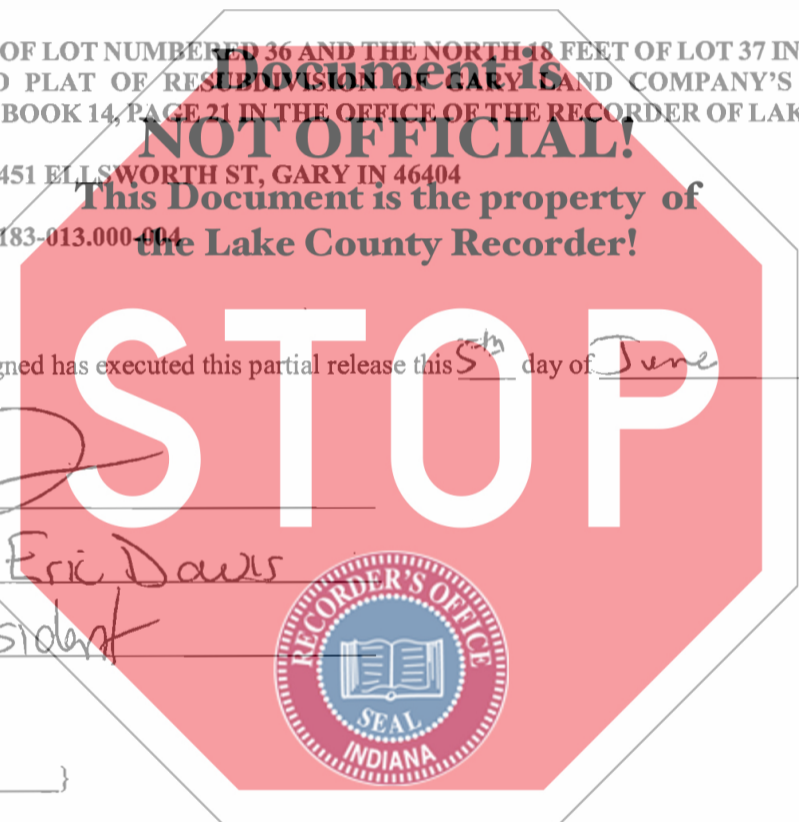 OF LOT NUMBERED 36 AND THE NORTH 18 FEET OF LOT 37 IN
PLAT OF RESUBDIVISION OF GARY LAND COMPANY'S
BOOK 14, PAGE 21 IN THE OFFICE OF THE RECORDER OF LAK
451 ELLSWORTH ST, GARY IN 46404
183-013.000-004
Document is
NOT OFFICIAL!
This Document is the property of
the Lake County Recorder!
STOP
gned has executed this partial release this 5th day of June
Eric Davis
sident
RECORDER'S OFFICE
SEAL
INDIANA